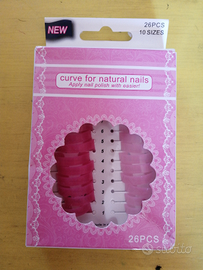 NEW
26PCS
10 SIZES
curve for natural nails
Apply nail polish with easier!
26PCS